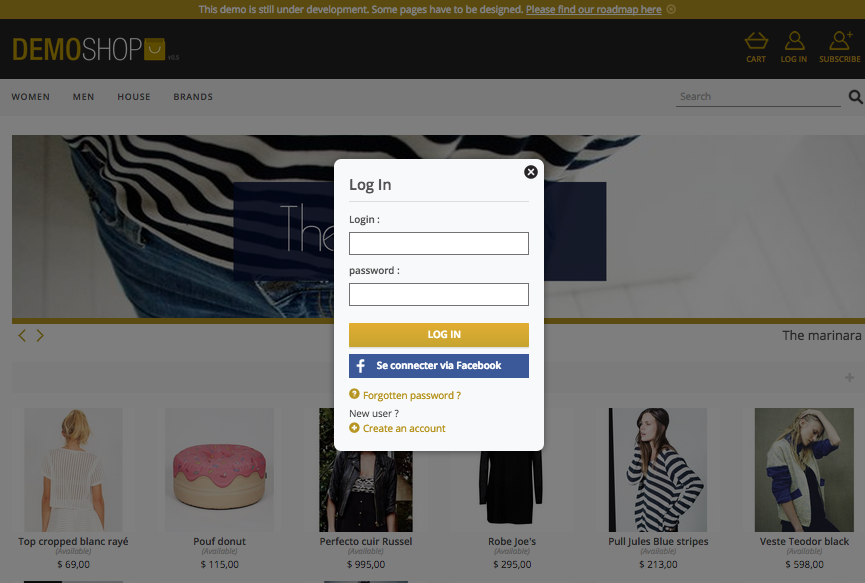 This demo is still under development. Some pages have to be designed. Please find our roadmap here
DEMOSHOP
CART LOG IN SUBSCRIBE
WOMEN MEN HOUSE BRANDS
Search
The
Log In
Login :
password :
LOG IN
Se connecter via Facebook
Forgotten password ?
New user ?
Create an account
The marinara
Top cropped blanc rayé Pouf donut Perfecto cuir Russel Robe Joe's Pull Jules Blue stripes Veste Teodor black
(Available) (Available) (Available) (Available) (Available) (Available)
$ 69,00 $ 115,00 $ 995,00 $ 295,00 $ 213,00 $ 598,00